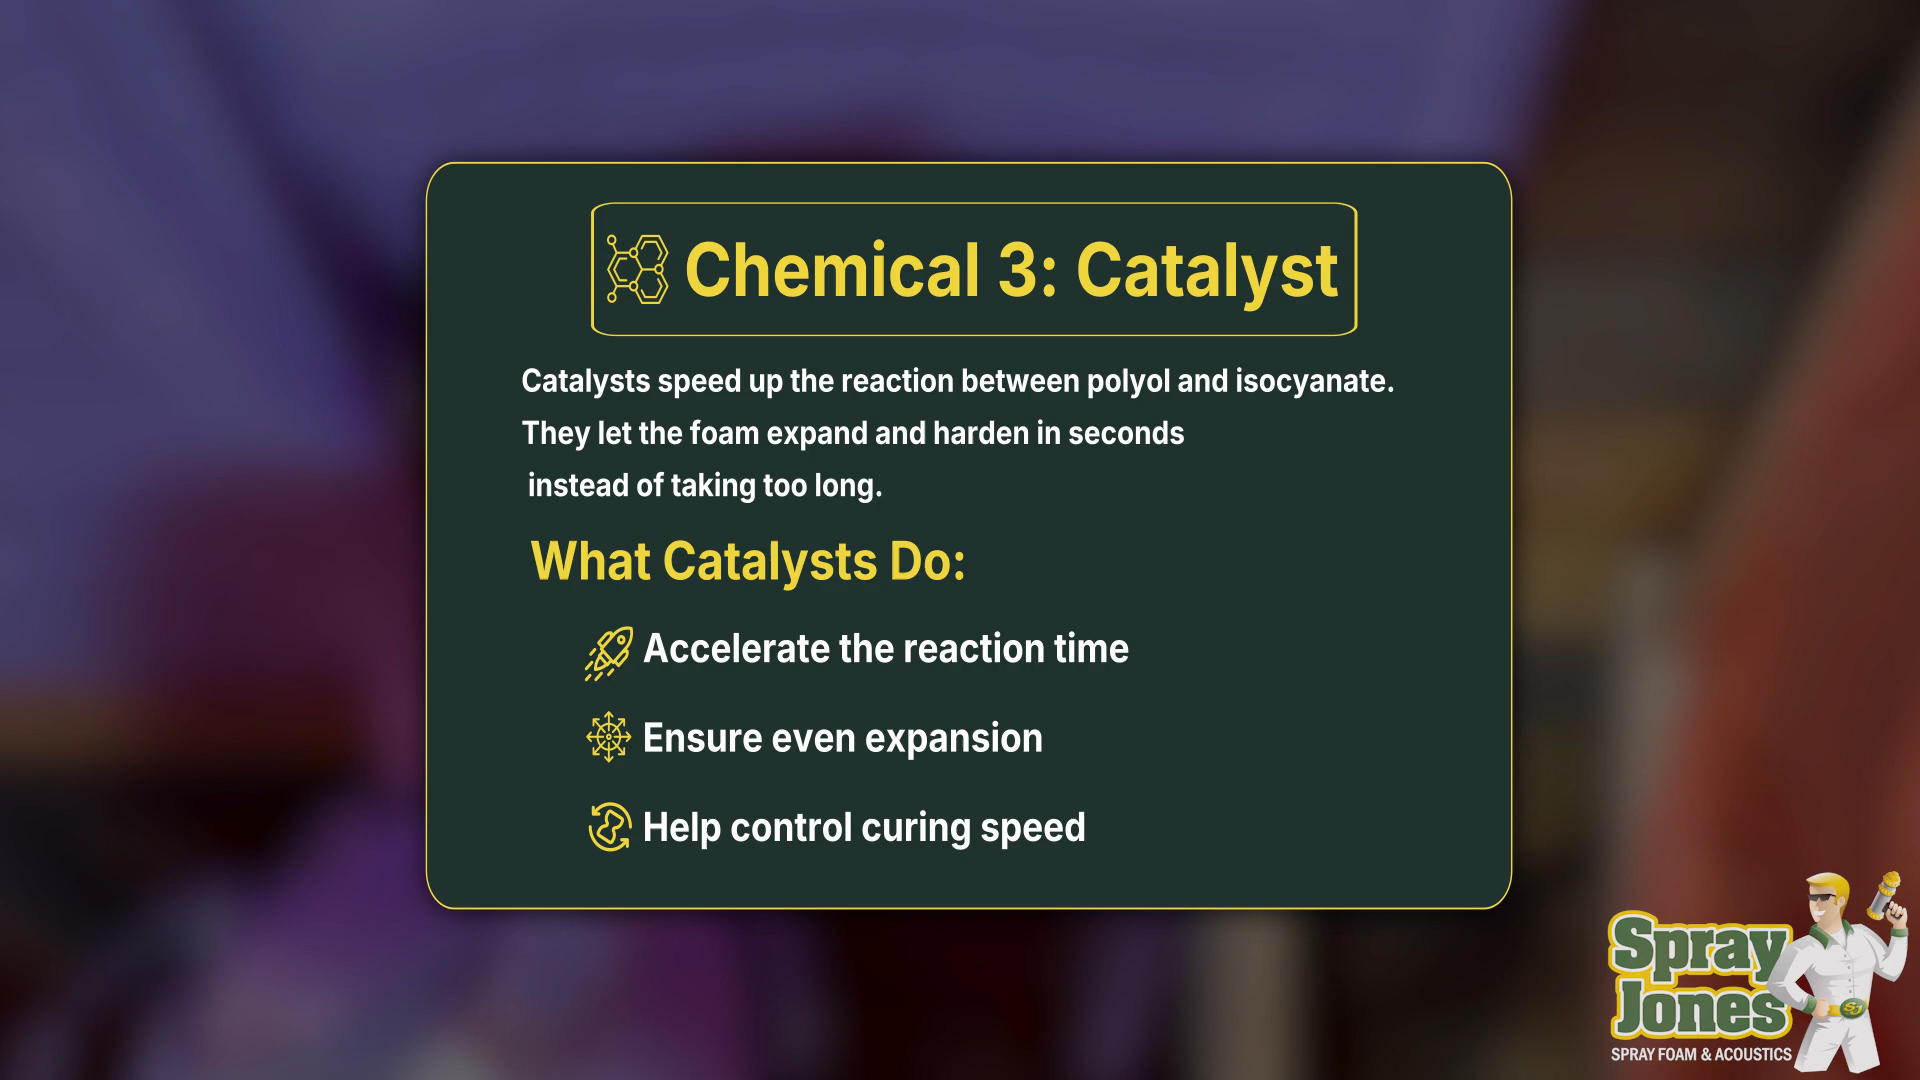 Chemical 3: Catalyst
Catalysts speed up the reaction between polyol and isocyanate.
They let the foam expand and harden in seconds
instead of taking too long.
What Catalysts Do:
Accelerate the reaction time
Ensure even expansion
Help control curing speed
Spray
Jones
SJ
SPRAY FOAM & ACOUSTICS